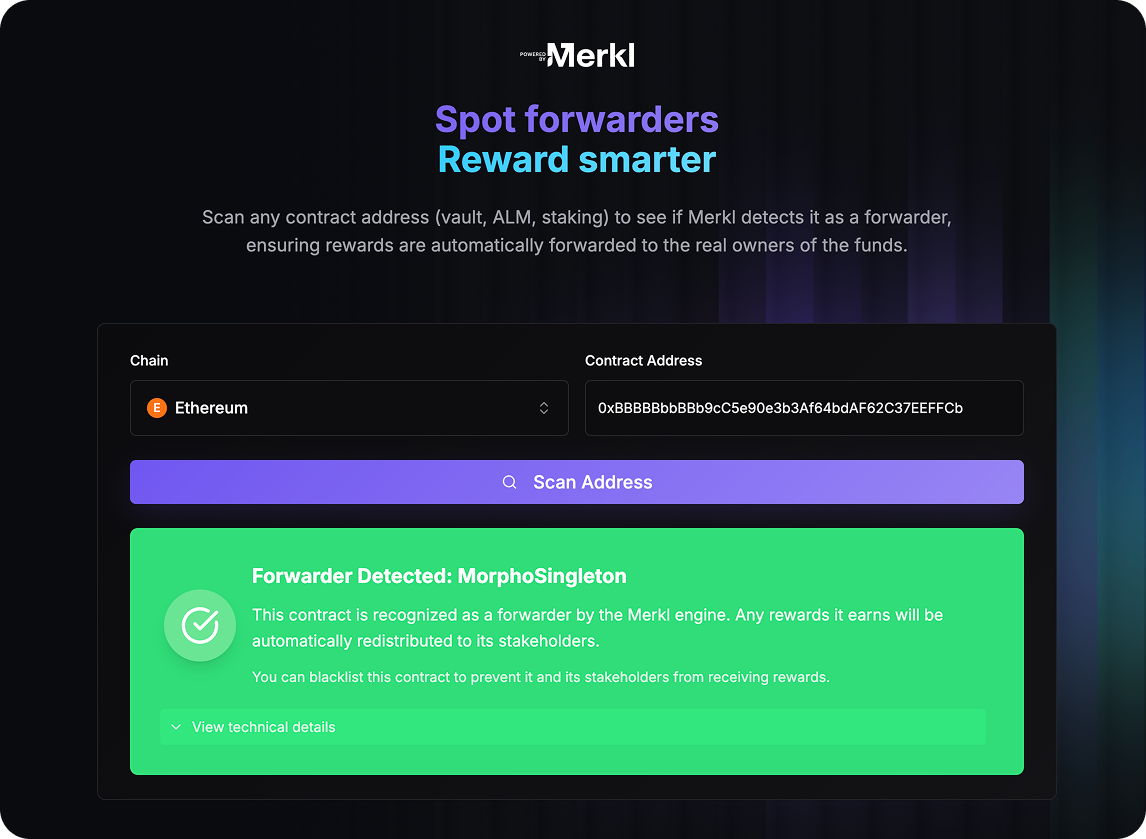 POWERED
BY
Merkl
Spot forwarders
Reward smarter
Scan any contract address (vault, ALM, staking) to see if Merkl detects it as a forwarder,
ensuring rewards are automatically forwarded to the real owners of the funds.
Chain
Contract Address
E
Ethereum
0xBBBBBbbBBb9cC5e90e3b3Af64bdAF62C37EEFFCb
Scan Address
Forwarder Detected: MorphoSingleton
This contract is recognized as a forwarder by the Merkl engine. Any rewards it earns will be
automatically redistributed to its stakeholders.
You can blacklist this contract to prevent it and its stakeholders from receiving rewards.
View technical details